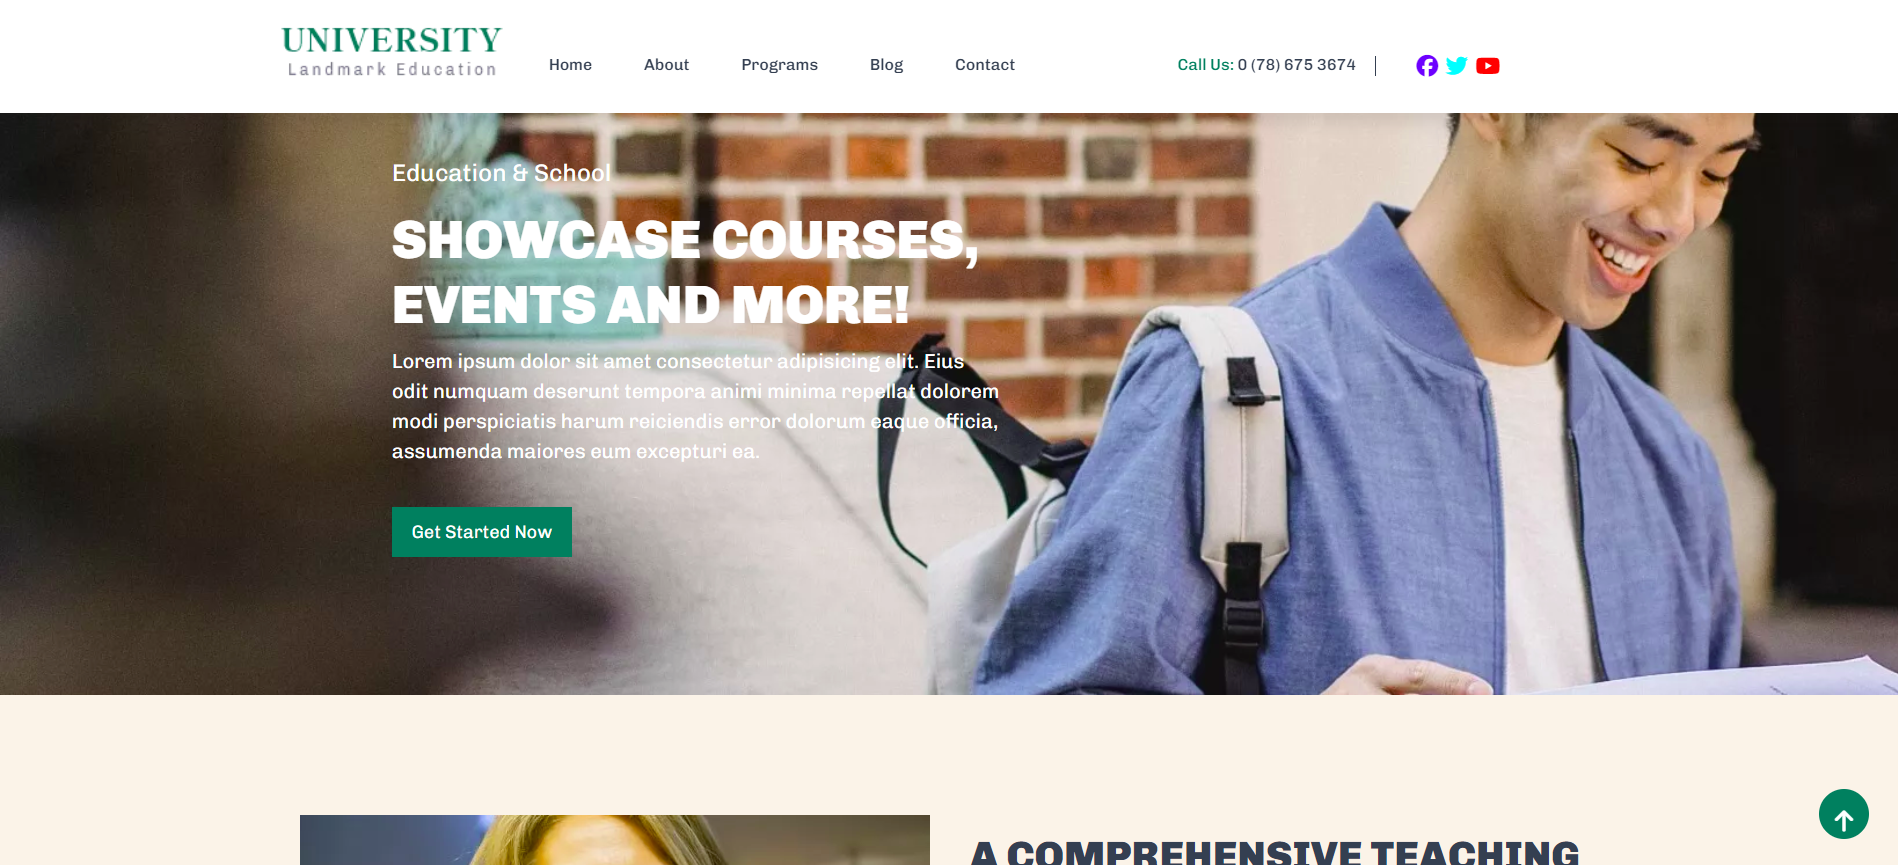 UNIVERSITY
Landmark Education
Home About Programs Blog Contact Call Us: 0 (78) 675 3674
Education & School
SHOWCASE COURSES,
EVENTS AND MORE!
Lorem ipsum dolor sit amet consectetur adipisicing elit. Eius
odit numquam deserunt tempora animi minima repellat dolorem
modi perspiciatis harum reiciendis error dolorum eaque officia,
assumenda maiores eum excepturi ea.
Get Started Now
A COMPREHENSIVE TEACHING